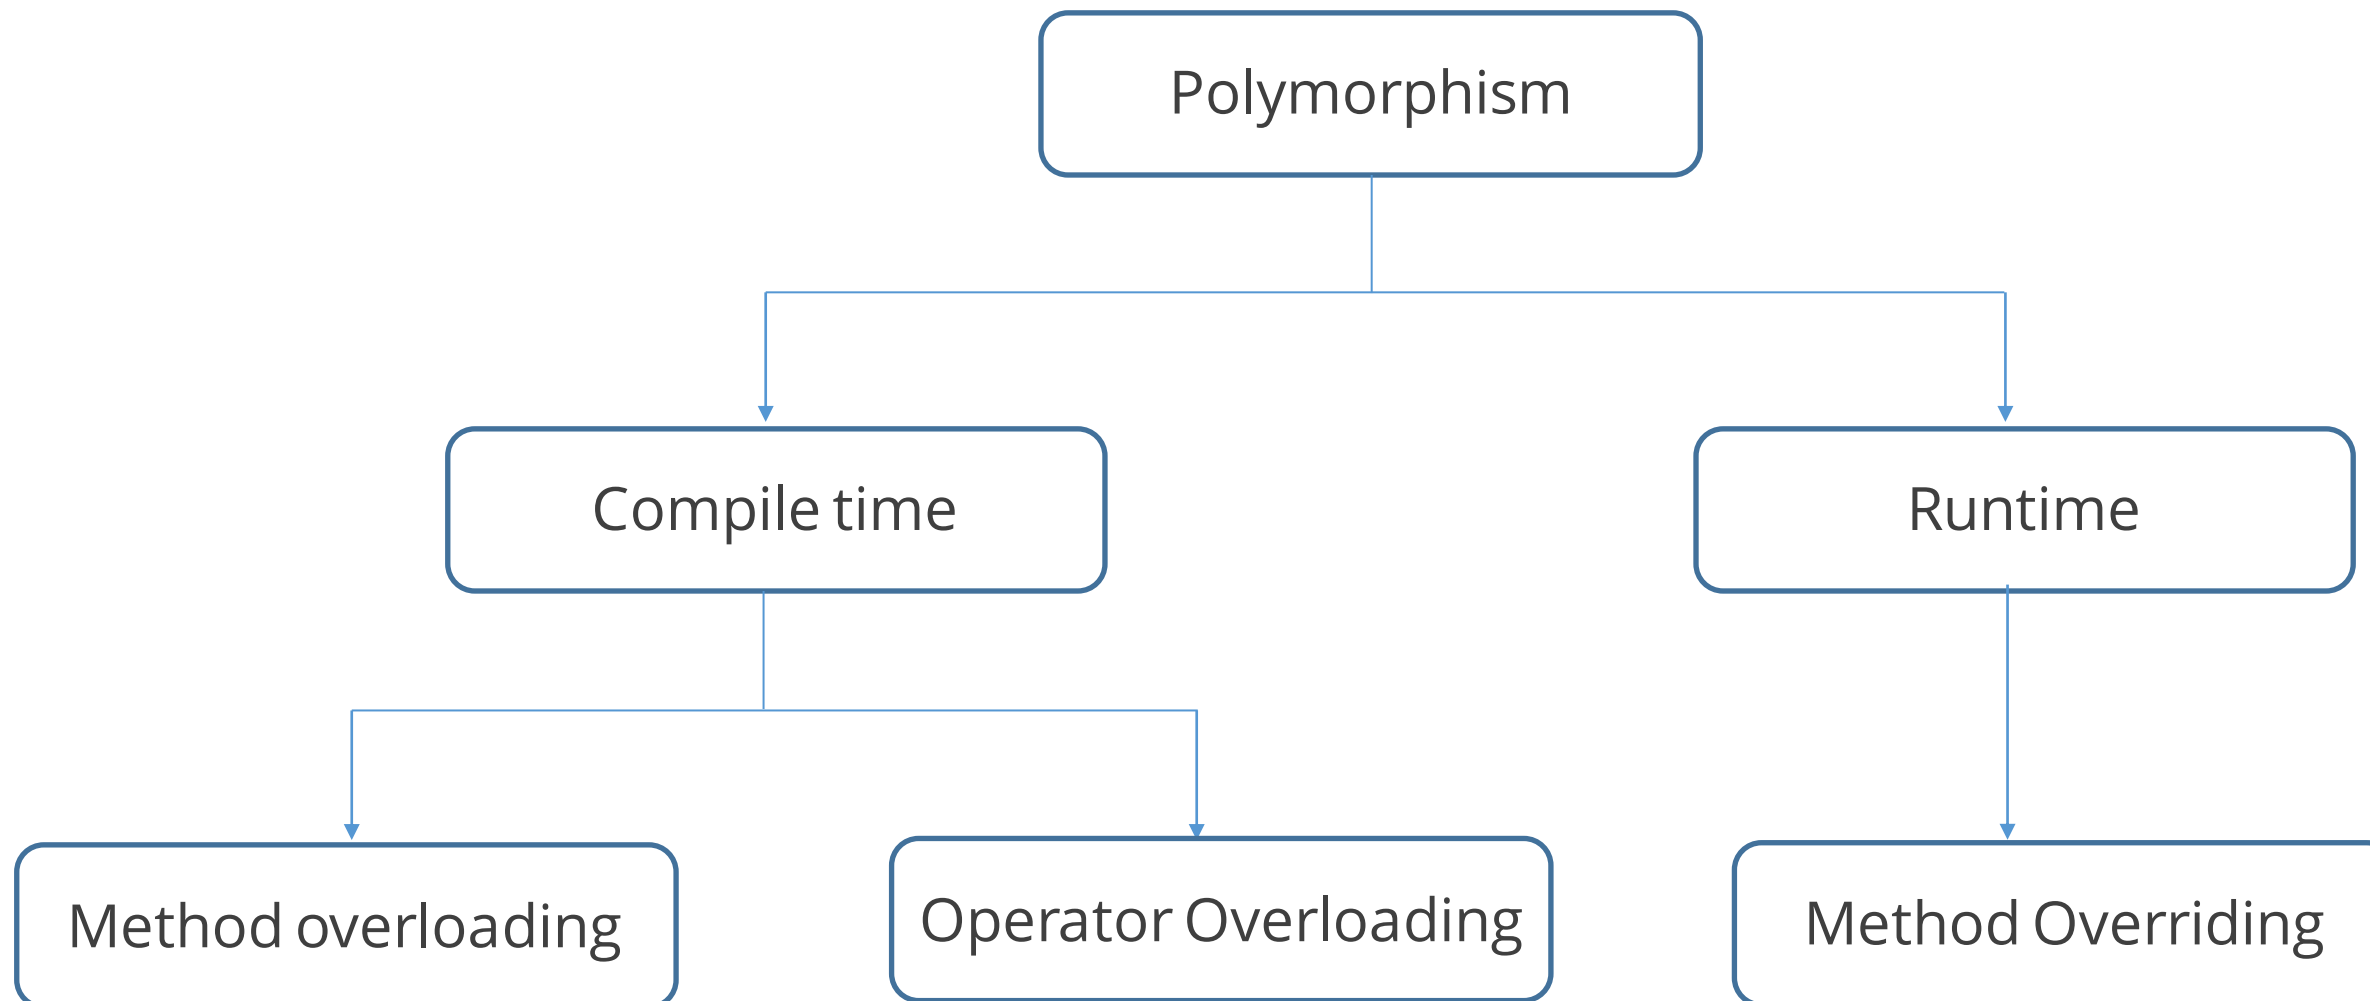 Polymorphism
Compile time
Runtime
Method overloading
Operator Overloading
Method Overriding